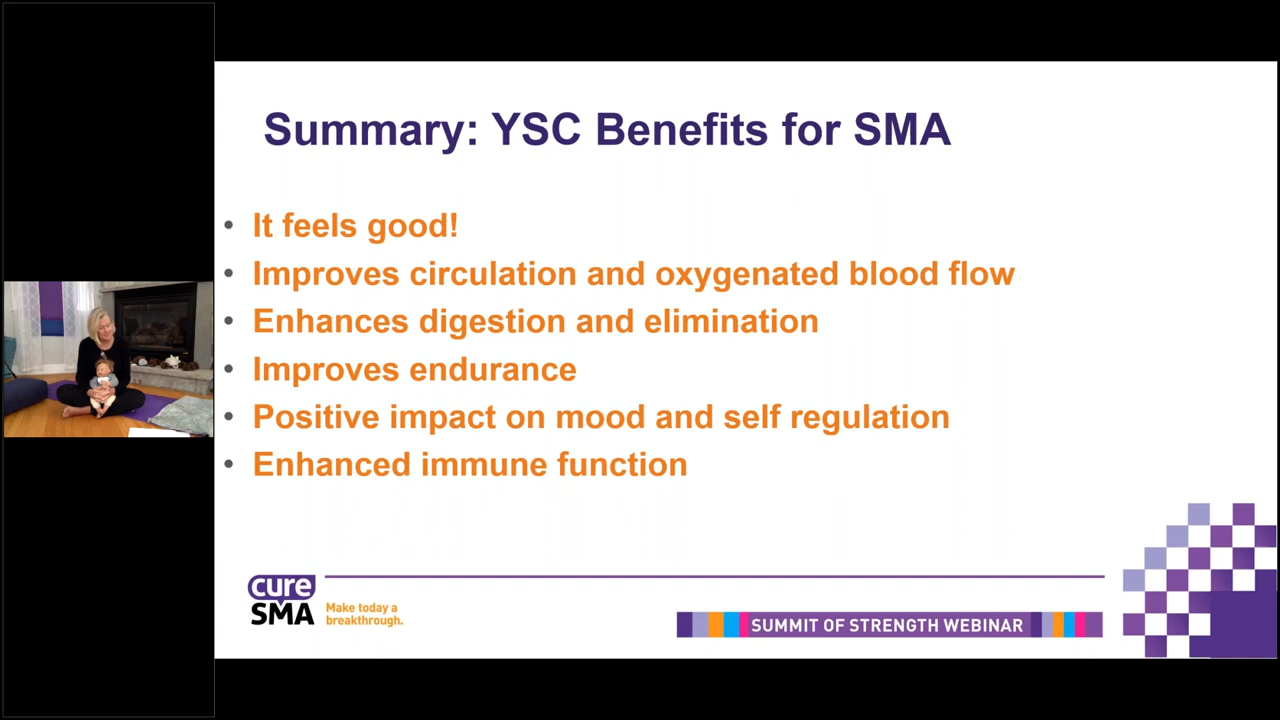 Summary: YSC Benefits for SMA
• It feels good!
• Improves circulation and oxygenated blood flow
• Enhances digestion and elimination
• Improves endurance
• Positive impact on mood and self regulation
• Enhanced immune function
cure
SMA
Make today a
breakthrough.
SUMMIT OF STRENGTH WEBINAR